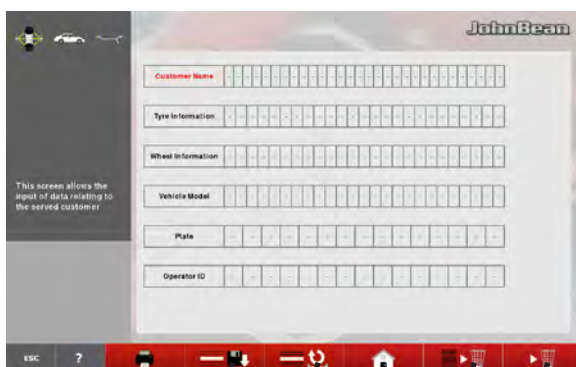 JohnBean
Customer Name
Tyre Information
Wheel Information
Vehicle Model
Plate
Operator ID
This screen allows the
input of data relating to
the served customer
ESC ?